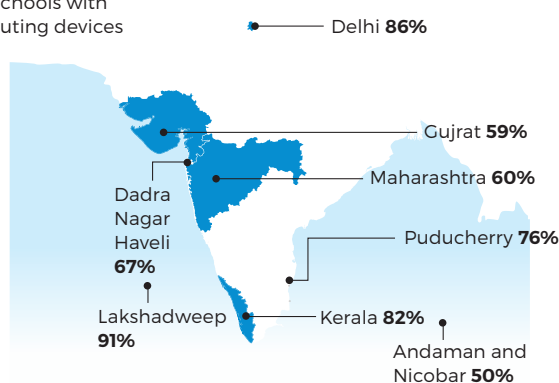 chools with
uting devices
Delhi 86%
Gujrat 59%
Maharashtra 60%
Dadra
Nagar
Haveli
67%
Puducherry 76%
Lakshadweep
91%
Kerala 82%
Andaman and
Nicobar 50%